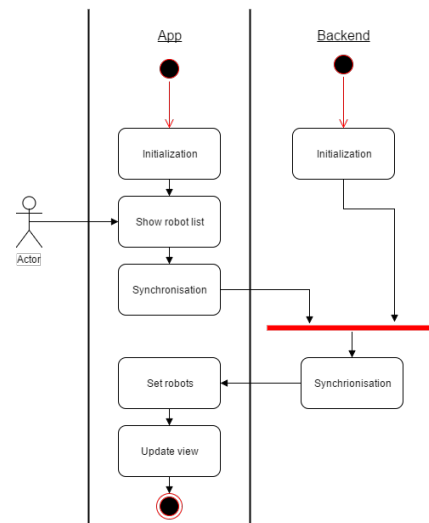 App
Backend
Initialization
Initialization
Show robot list
Actor
Synchronisation
Synchrionisation
Set robots
Update view